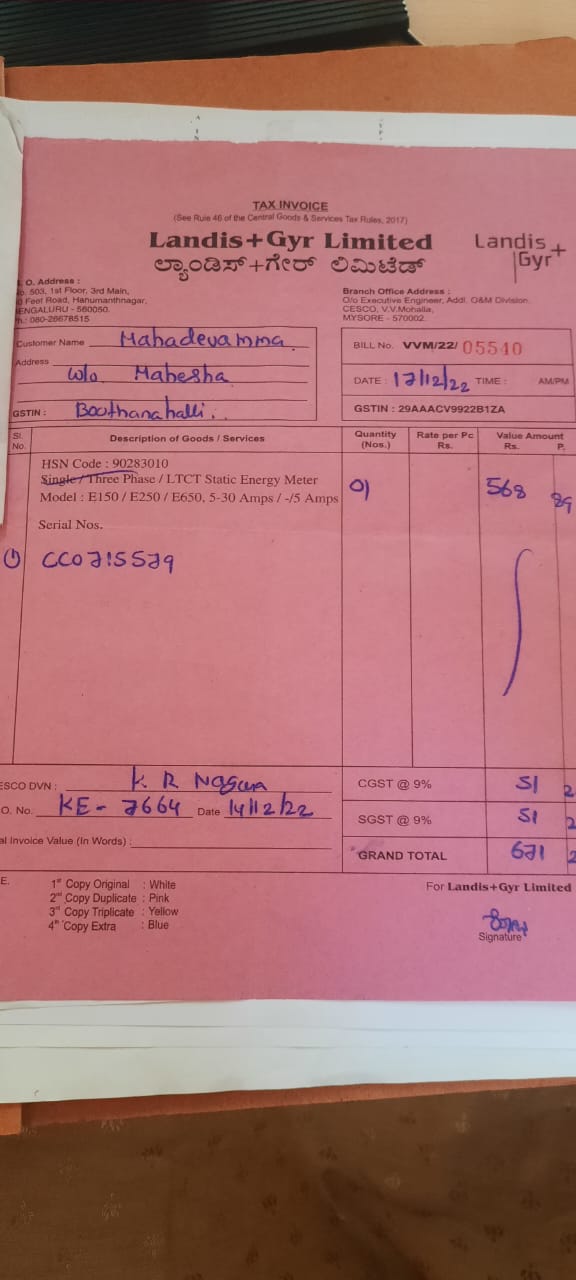 TAX INVOICE
(See Rule 46 of the Central Goods & Services Tax Rules, 2017)
Landis+Gyr Limited
Landis+
Gyr
ಲ್ಯಾಂಡಿಸ್+ಗೇರ್ ಲಿಮಿಟೆಡ್
O. Address :
503, 1st Floor, 3rd Main,
Feet Road, Hanumanthnagar,
BENGALURU - 560050.
080-26678515
Branch Office Address :
O/o Executive Engineer, Addl. O&M Division,
CESCO, V.V.Mohalla,
MYSORE - 570002.
Customer Name Mahadevamma
Address
W/o Mahesha
GSTIN : Boothanahalli
BILL No. VVM/22/ 05540
DATE : 17/12/22 TIME : AM/PM
GSTIN : 29AAACV9922B1ZA
Sl. No.
Description of Goods / Services
Quantity (Nos.)
Rate per Pc Rs.
Value Amount Rs. P.
HSN Code : 90283010
Single / Three Phase / LTCT Static Energy Meter
Model : E150 / E250 / E650, 5-30 Amps / -/5 Amps
01
568 89
Serial Nos.
1 CC0715579
ESCO DVN : K R Nagara
O. No. KE - 7664 Date 14/12/22
al Invoice Value (In Words) :
CGST @ 9% 51 2
SGST @ 9% 51 2
GRAND TOTAL 671 2
E.
1st Copy Original : White
2nd Copy Duplicate : Pink
3rd Copy Triplicate : Yellow
4th Copy Extra : Blue
For Landis+Gyr Limited
Signature